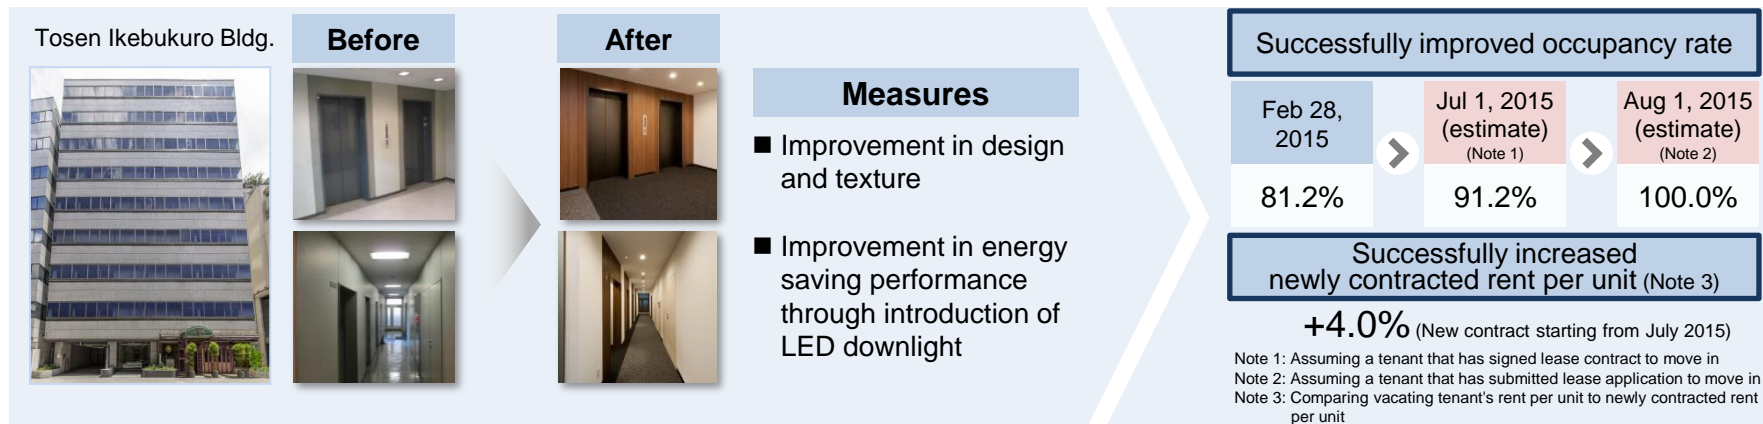 Tosen Ikebukuro Bldg.
Before
After
Measures
■ Improvement in design
and texture
■ Improvement in energy
saving performance
through introduction of
LED downlight
Successfully improved occupancy rate
Feb 28,
2015
Jul 1, 2015
(estimate)
(Note 1)
Aug 1, 2015
(estimate)
(Note 2)
81.2%
91.2%
100.0%
Successfully increased
newly contracted rent per unit (Note 3)
+4.0% (New contract starting from July 2015)
Note 1: Assuming a tenant that has signed lease contract to move in
Note 2: Assuming a tenant that has submitted lease application to move in
Note 3: Comparing vacating tenant's rent per unit to newly contracted rent
per unit